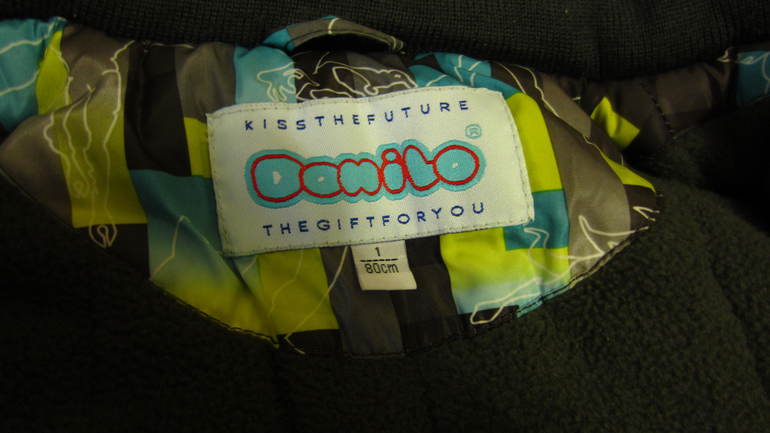 KISSTHEFUTURE
Danilo®
THEGIFTFORYOU
1
80cm